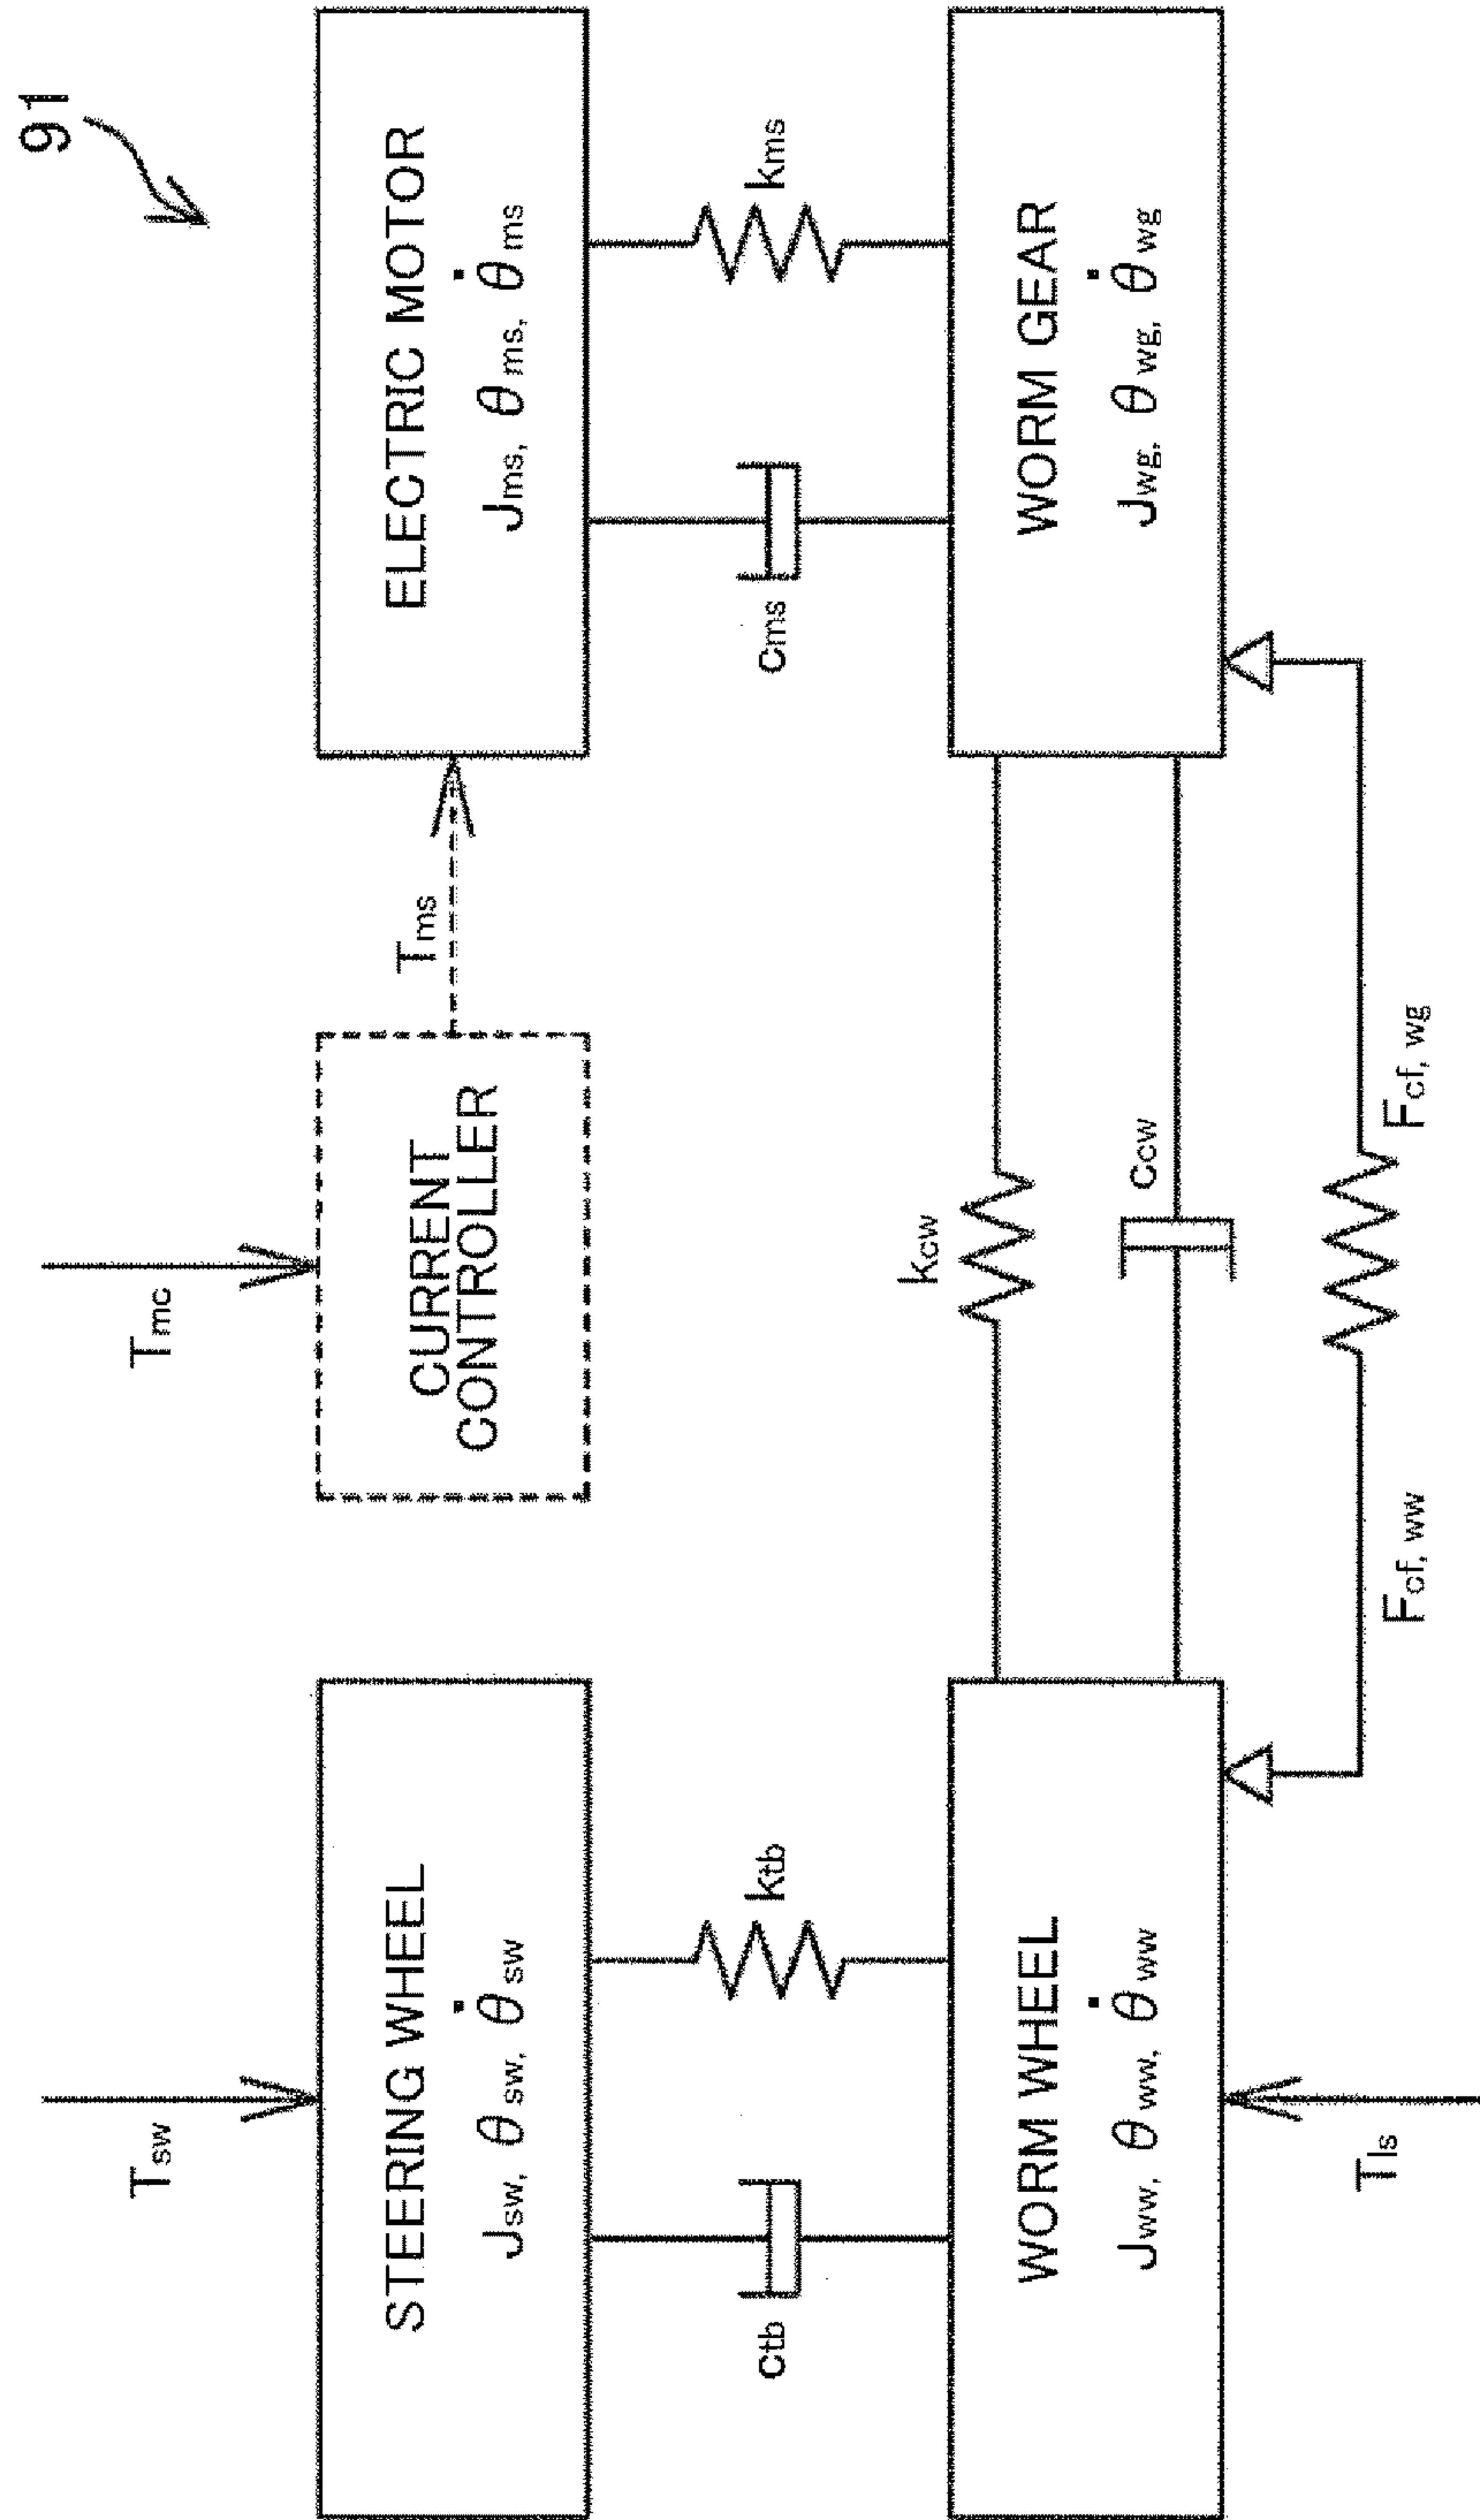 91
Tsw
Tmc
STEERING WHEEL
Jsw, θsw, θ̇sw
CURRENT
CONTROLLER
Tms
ELECTRIC MOTOR
Jms, θms, θ̇ms
ctb
ktb
cms
kms
WORM WHEEL
Jww, θww, θ̇ww
kcw
ccw
WORM GEAR
Jwg, θwg, θ̇wg
Tls
Fcf, ww
Fcf, wg